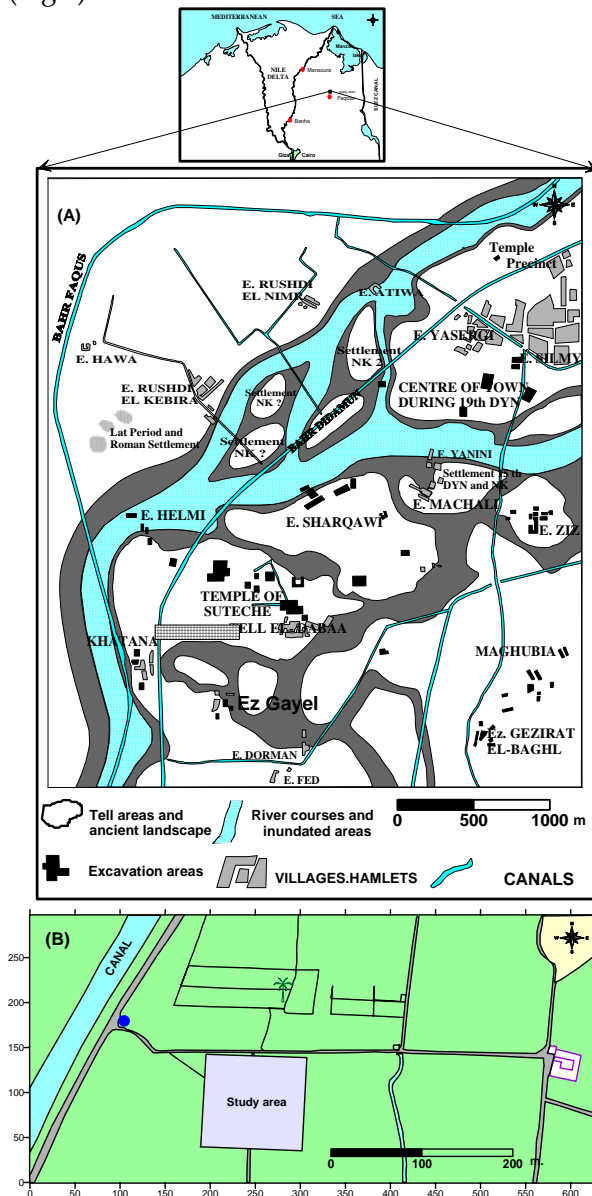 MEDITERRANEAN SEA
Manzala
lake
NILE
DELTA
Mansoura
study area
Faqous
SUEZ CANAL
Banha
Giza Cairo
(A)
N
W E
S
BAHR FAQUS
Temple
Precinct
E. RUSHDI
EL NIMR
E. ATIWA
E. YASERGI
E. SILMY
E. HAWA
Settlement
NK 2
E. RUSHDI
EL KEBIRA
Settlement
NK ?
CENTRE OF TOWN
DURING 19th DYN
BAHR DIDAMUN
Lat Period and
Roman Settlement
Settlement
NK ?
E. YANINI
Settlement 15 th
DYN and NK
E. MACHALI
E. HELMI
E. SHARQAWI
E. ZIZ
TEMPLE OF
SUTECHE
TELL EL-DABAA
KHATANA
MAGHUBIA
Ez Gayel
Ez. GEZIRAT
EL-BAGHL
E. DORMAN
E. FED
Tell areas and
ancient landscape
River courses and
inundated areas
0 500 1000 m
Excavation areas
VILLAGES.HAMLETS
CANALS
(B)
N
W E
S
CANAL
250
200
150
100
50
0
Study area
0 100 200 m.
0 50 100 150 200 250 300 350 400 450 500 550 600